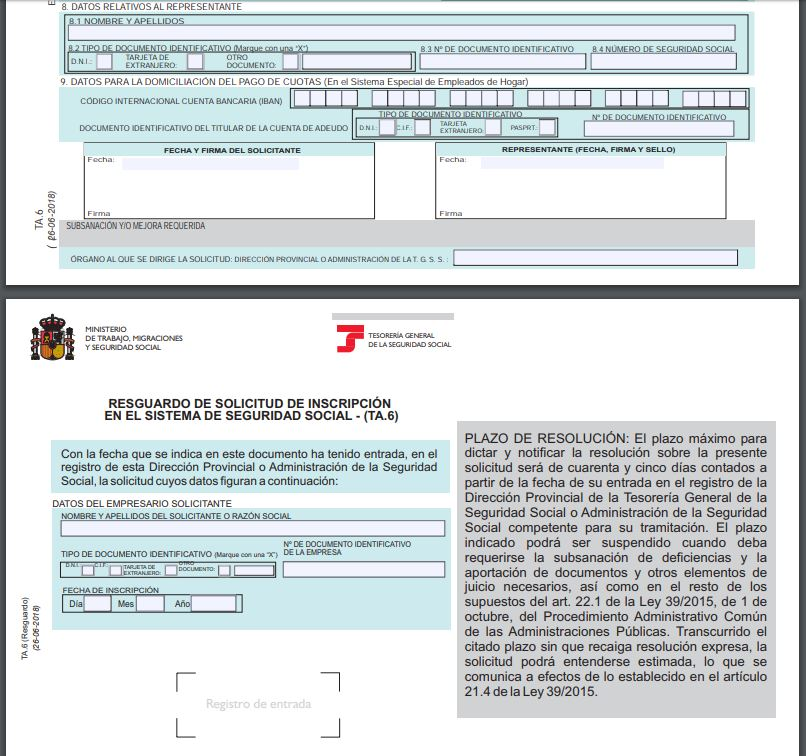 8. DATOS RELATIVOS AL REPRESENTANTE
8.1 NOMBRE Y APELLIDOS
8.2 TIPO DE DOCUMENTO IDENTIFICATIVO (Marque con una "X")
8.3 Nº DE DOCUMENTO IDENTIFICATIVO
8.4 NÚMERO DE SEGURIDAD SOCIAL
D.N.I.:
TARJETA DE
EXTRANJERO:
OTRO
DOCUMENTO:
9. DATOS PARA LA DOMICILIACIÓN DEL PAGO DE CUOTAS (En el Sistema Especial de Empleados de Hogar)
CÓDIGO INTERNACIONAL CUENTA BANCARIA (IBAN)
DOCUMENTO IDENTIFICATIVO DEL TITULAR DE LA CUENTA DE ADEUDO
TIPO DE DOCUMENTO IDENTIFICATIVO
Nº DE DOCUMENTO IDENTIFICATIVO
D.N.I.:
C.I.F.:
TARJETA
EXTRANJERO:
PASPRT.:
FECHA Y FIRMA DEL SOLICITANTE
Fecha:
Firma
REPRESENTANTE (FECHA, FIRMA Y SELLO)
Fecha:
Firma
TA.6
(26-06-2018)
SUBSANACIÓN Y/O MEJORA REQUERIDA
ÓRGANO AL QUE SE DIRIGE LA SOLICITUD: DIRECCIÓN PROVINCIAL O ADMINISTRACIÓN DE LA T. G. S. S. :
MINISTERIO
DE TRABAJO, MIGRACIONES
Y SEGURIDAD SOCIAL
TESORERÍA GENERAL
DE LA SEGURIDAD SOCIAL
RESGUARDO DE SOLICITUD DE INSCRIPCIÓN
EN EL SISTEMA DE SEGURIDAD SOCIAL - (TA.6)
Con la fecha que se indica en este documento ha tenido entrada, en el
registro de esta Dirección Provincial o Administración de la Seguridad
Social, la solicitud cuyos datos figuran a continuación:
DATOS DEL EMPRESARIO SOLICITANTE
NOMBRE Y APELLIDOS DEL SOLICITANTE O RAZÓN SOCIAL
TIPO DE DOCUMENTO IDENTIFICATIVO (Marque con una "X")
Nº DE DOCUMENTO IDENTIFICATIVO
DE LA EMPRESA
D.N.I.:
C.I.F.:
TARJETA DE
EXTRANJERO:
OTRO
DOCUMENTO:
FECHA DE INSCRIPCIÓN
Día
Mes
Año
TA.6 (Resguardo)
(26-06-2018)
Registro de entrada
PLAZO DE RESOLUCIÓN: El plazo máximo para
dictar y notificar la resolución sobre la presente
solicitud será de cuarenta y cinco días contados a
partir de la fecha de su entrada en el registro de la
Dirección Provincial de la Tesorería General de la
Seguridad Social o Administración de la Seguridad
Social competente para su tramitación. El plazo
indicado podrá ser suspendido cuando deba
requerirse la subsanación de deficiencias y la
aportación de documentos y otros elementos de
juicio necesarios, así como en el resto de los
supuestos del art. 22.1 de la Ley 39/2015, de 1 de
octubre, del Procedimiento Administrativo Común
de las Administraciones Públicas. Transcurrido el
citado plazo sin que recaiga resolución expresa, la
solicitud podrá entenderse estimada, lo que se
comunica a efectos de lo establecido en el artículo
21.4 de la Ley 39/2015.